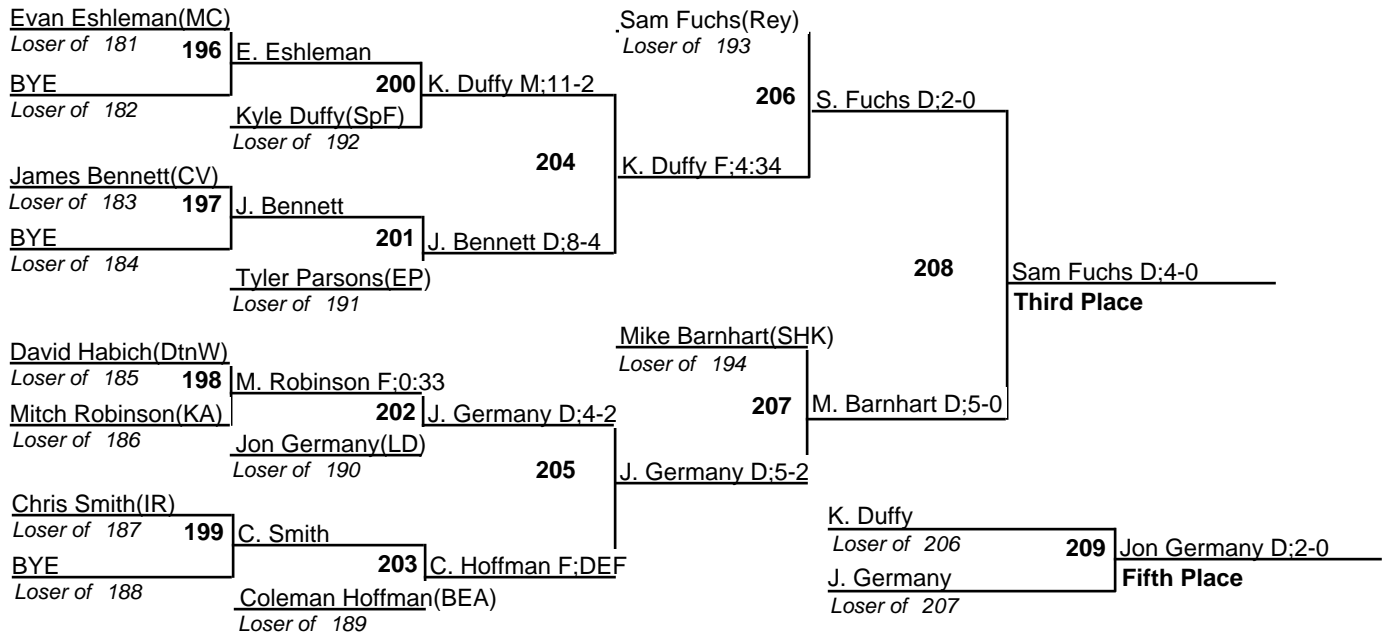 Evan Eshleman(MC)
Loser of 181
196
E. Eshleman
BYE
Loser of 182
200
K. Duffy M;11-2
Kyle Duffy(SpF)
Loser of 192
204
K. Duffy F;4:34
James Bennett(CV)
Loser of 183
197
J. Bennett
BYE
Loser of 184
201
J. Bennett D;8-4
Tyler Parsons(EP)
Loser of 191
Sam Fuchs(Rey)
Loser of 193
206
S. Fuchs D;2-0
208
Sam Fuchs D;4-0
Third Place
David Habich(DtnW)
Loser of 185
198
M. Robinson F;0:33
Mitch Robinson(KA)
Loser of 186
202
J. Germany D;4-2
Jon Germany(LD)
Loser of 190
205
J. Germany D;5-2
Chris Smith(IR)
Loser of 187
199
C. Smith
BYE
Loser of 188
203
C. Hoffman F;DEF
Coleman Hoffman(BEA)
Loser of 189
Mike Barnhart(SHK)
Loser of 194
207
M. Barnhart D;5-0
K. Duffy
Loser of 206
209
Jon Germany D;2-0
Fifth Place
J. Germany
Loser of 207